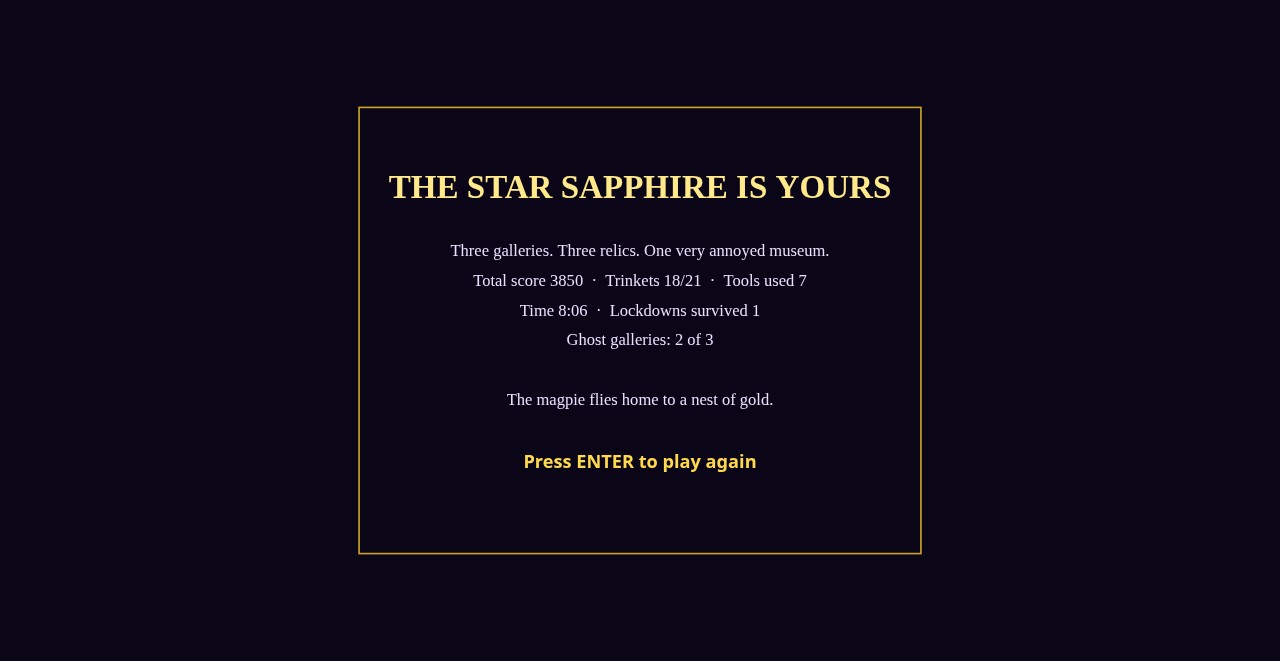 THE STAR SAPPHIRE IS YOURS
Three galleries. Three relics. One very annoyed museum.
Total score 3850 · Trinkets 18/21 · Tools used 7
Time 8:06 · Lockdowns survived 1
Ghost galleries: 2 of 3
The magpie flies home to a nest of gold.
Press ENTER to play again